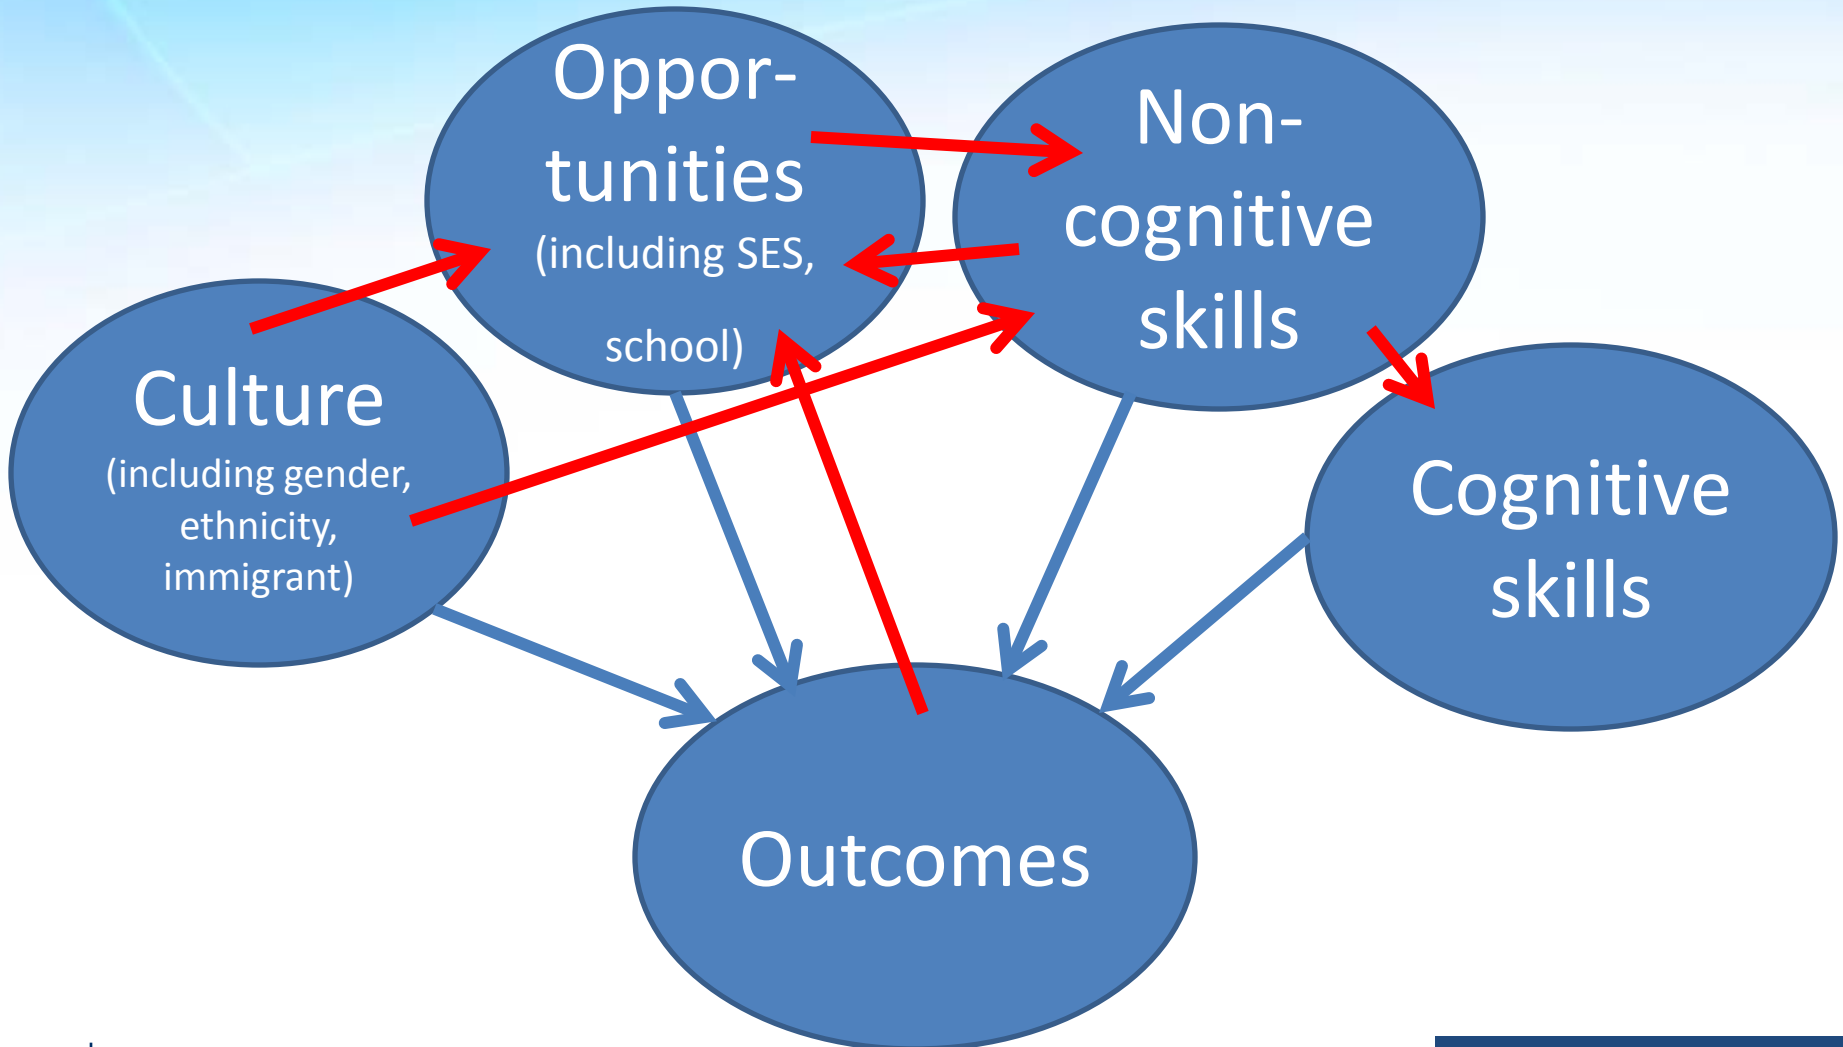 Oppor-
tunities
(including SES,
school)
Non-
cognitive
skills
Culture
(including gender,
ethnicity,
immigrant)
Cognitive
skills
Outcomes